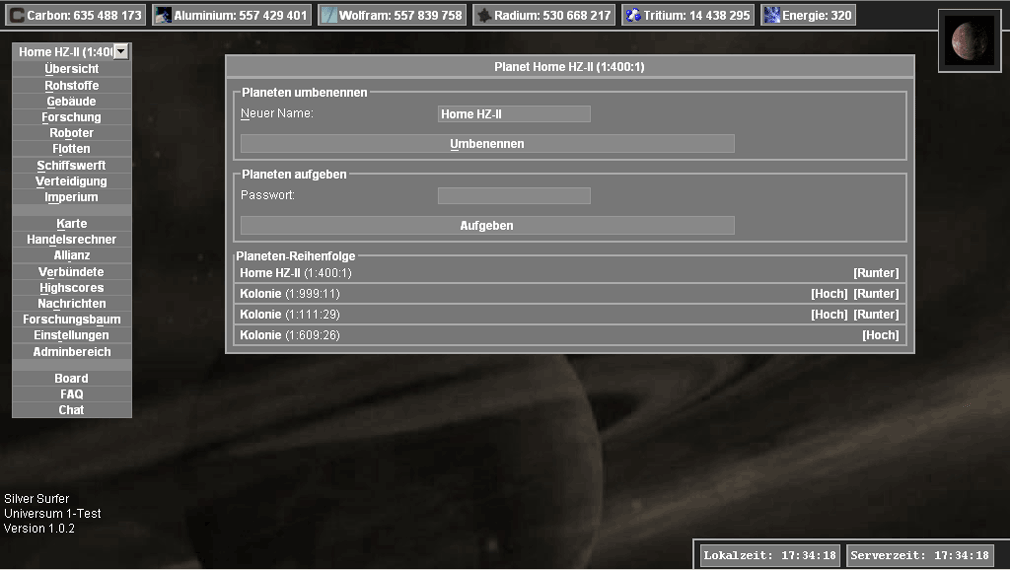 Carbon: 635 488 173 Aluminium: 557 429 401 Wolfram: 557 839 758 Radium: 530 668 217 Tritium: 14 438 295 Energie: 320
Home HZ-II (1:400
Übersicht
Rohstoffe
Gebäude
Forschung
Roboter
Flotten
Schiffswerft
Verteidigung
Imperium
Karte
Handelsrechner
Allianz
Verbündete
Highscores
Nachrichten
Forschungsbaum
Einstellungen
Adminbereich
Board
FAQ
Chat
Planet Home HZ-II (1:400:1)
Planeten umbenennen
Neuer Name: Home HZ-II
Umbenennen
Planeten aufgeben
Passwort:
Aufgeben
Planeten-Reihenfolge
Home HZ-II (1:400:1) [Runter]
Kolonie (1:999:11) [Hoch] [Runter]
Kolonie (1:111:29) [Hoch] [Runter]
Kolonie (1:609:26) [Hoch]
Silver Surfer
Universum 1-Test
Version 1.0.2
Lokalzeit: 17:34:18 Serverzeit: 17:34:18